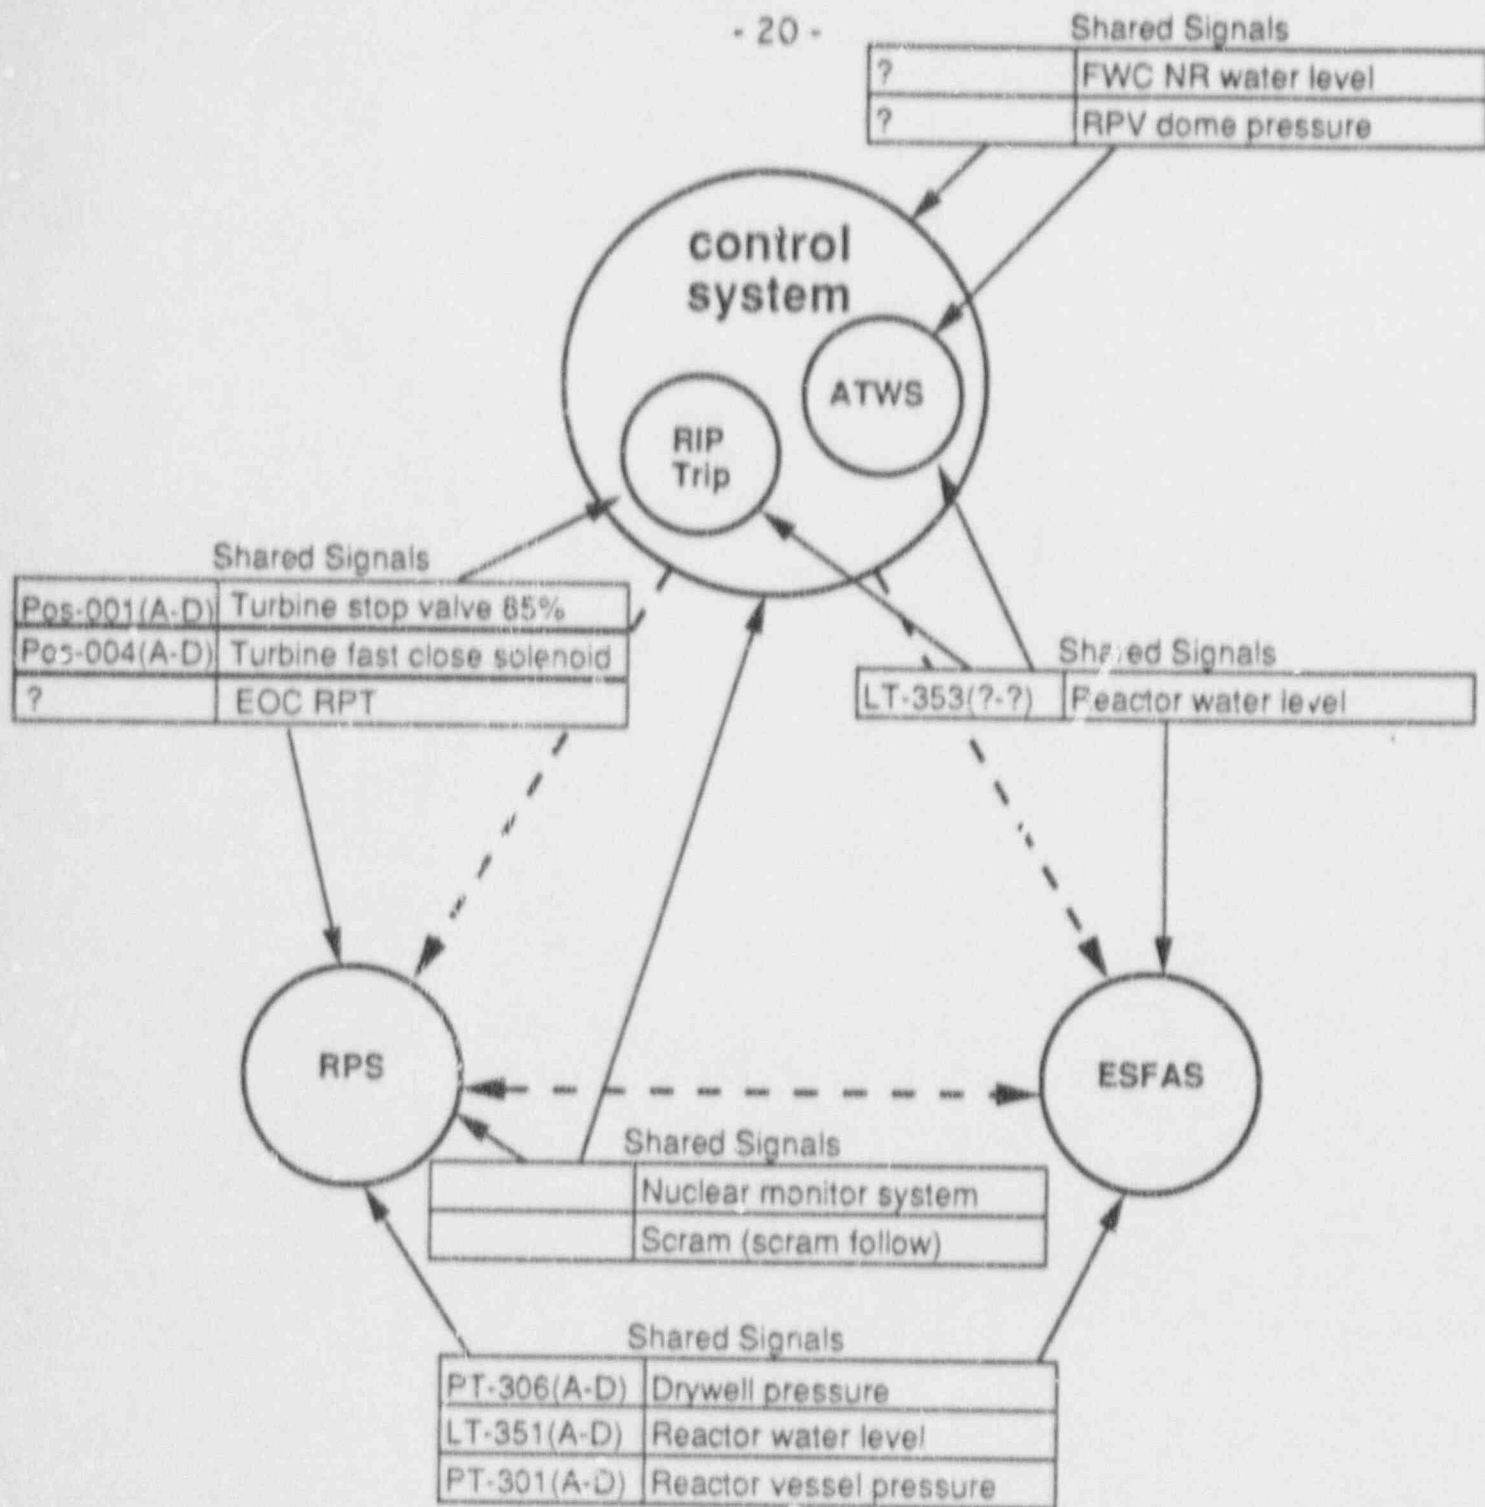 - 20 -
Shared Signals
? FWC NR water level
? RPV dome pressure
control
system
ATWS
RIP
Trip
Shared Signals
Pos-001(A-D) Turbine stop valve 85%
Pos-004(A-D) Turbine fast close solenoid
? EOC RPT
Shared Signals
LT-353(?-?) Reactor water level
RPS
ESFAS
Shared Signals
Nuclear monitor system
Scram (scram follow)
Shared Signals
PT-306(A-D) Drywell pressure
LT-351(A-D) Reactor water level
PT-301(A-D) Reactor vessel pressure